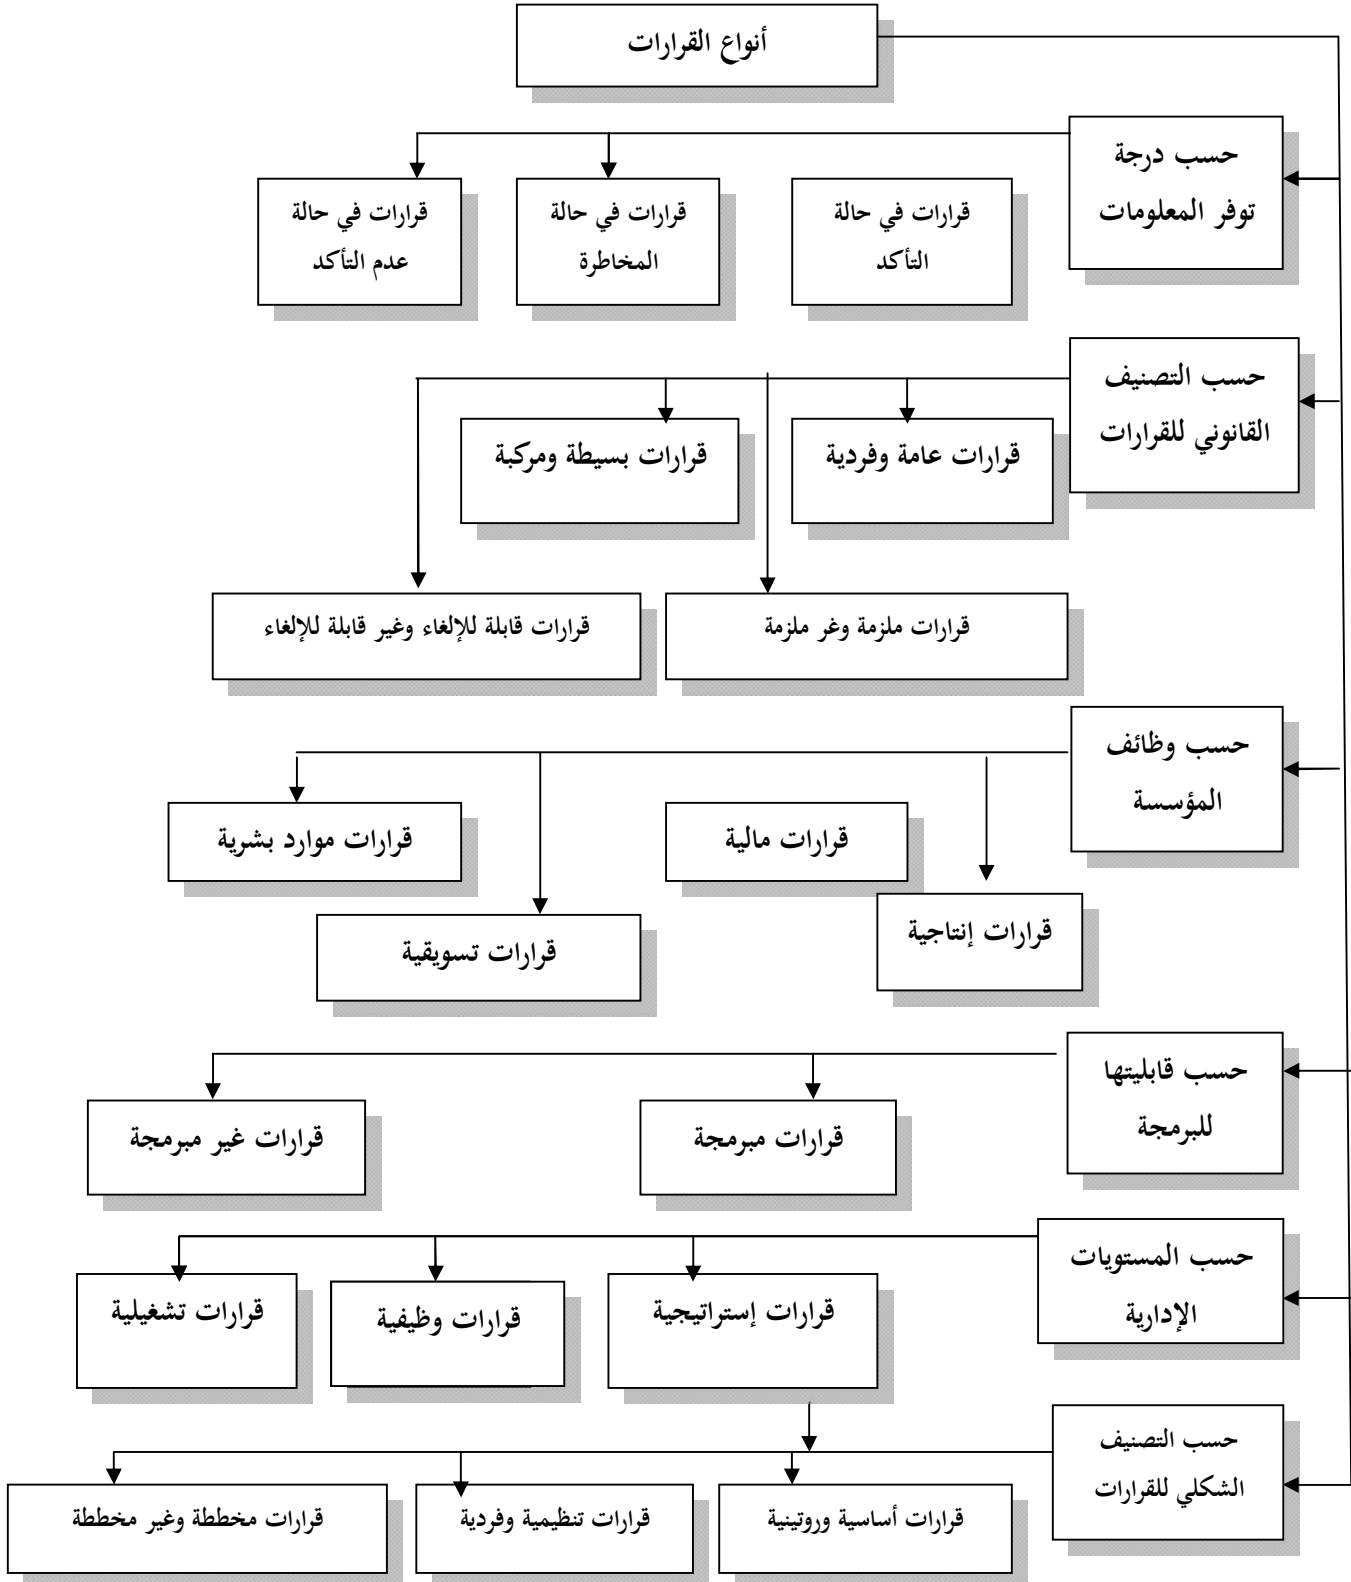 أنواع القرارات
حسب درجة
توفر المعلومات
قرارات في حالة
التأكد
قرارات في حالة
المخاطرة
قرارات في حالة
عدم التأكد
حسب التصنيف
القانوني للقرارات
قرارات عامة وفردية
قرارات بسيطة ومركبة
قرارات ملزمة وغر ملزمة
قرارات قابلة للإلغاء وغير قابلة للإلغاء
حسب وظائف
المؤسسة
قرارات مالية
قرارات موارد بشرية
قرارات إنتاجية
قرارات تسويقية
حسب قابليتها
للبرمجة
قرارات مبرمجة
قرارات غير مبرمجة
حسب المستويات
الإدارية
قرارات إستراتيجية
قرارات وظيفية
قرارات تشغيلية
حسب التصنيف
الشكلي للقرارات
قرارات أساسية وروتينية
قرارات تنظيمية وفردية
قرارات مخططة وغير مخططة